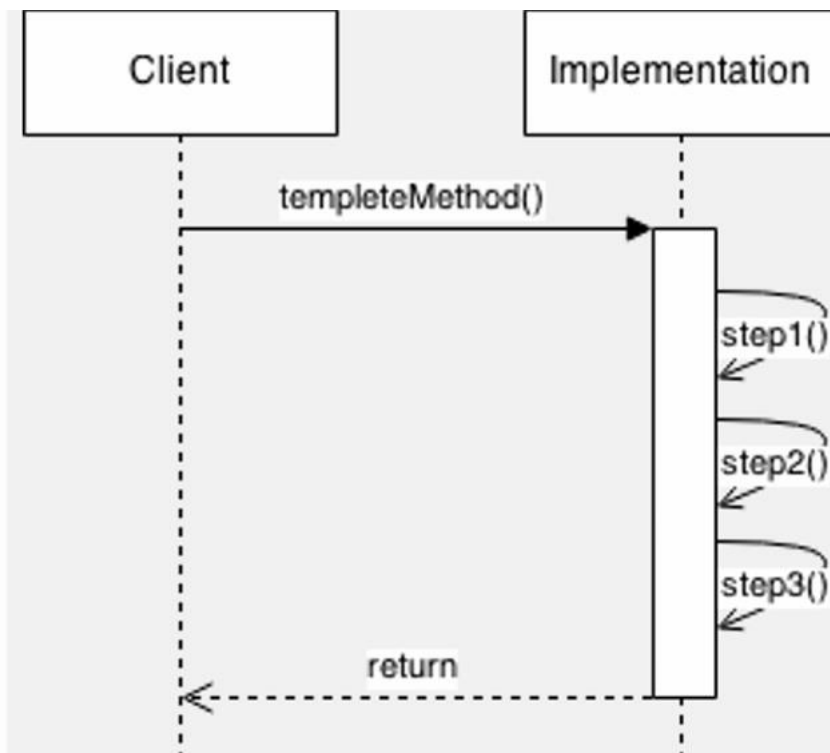 Client
Implementation
templeteMethod()
step1()
step2()
step3()
return